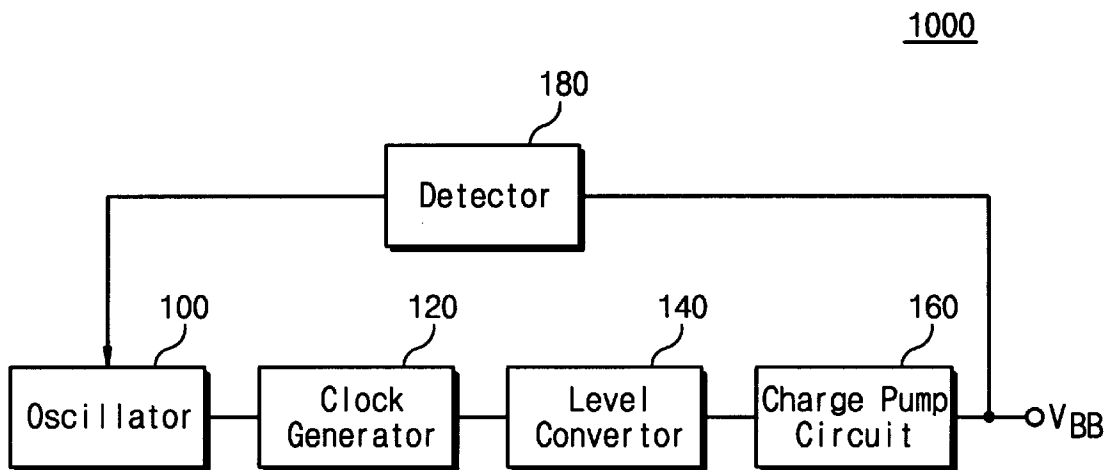 1000
180
Detector
100
120
140
160
Oscillator
Clock
Generator
Level
Convertor
Charge Pump
Circuit
VBB